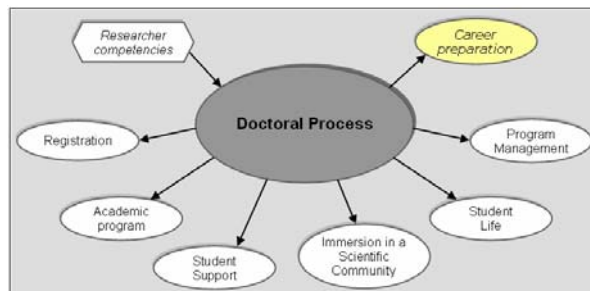 Researcher
competencies
Career
preparation
Doctoral Process
Registration
Program
Management
Academic
program
Student
Life
Student
Support
Immersion in a
Scientific
Community